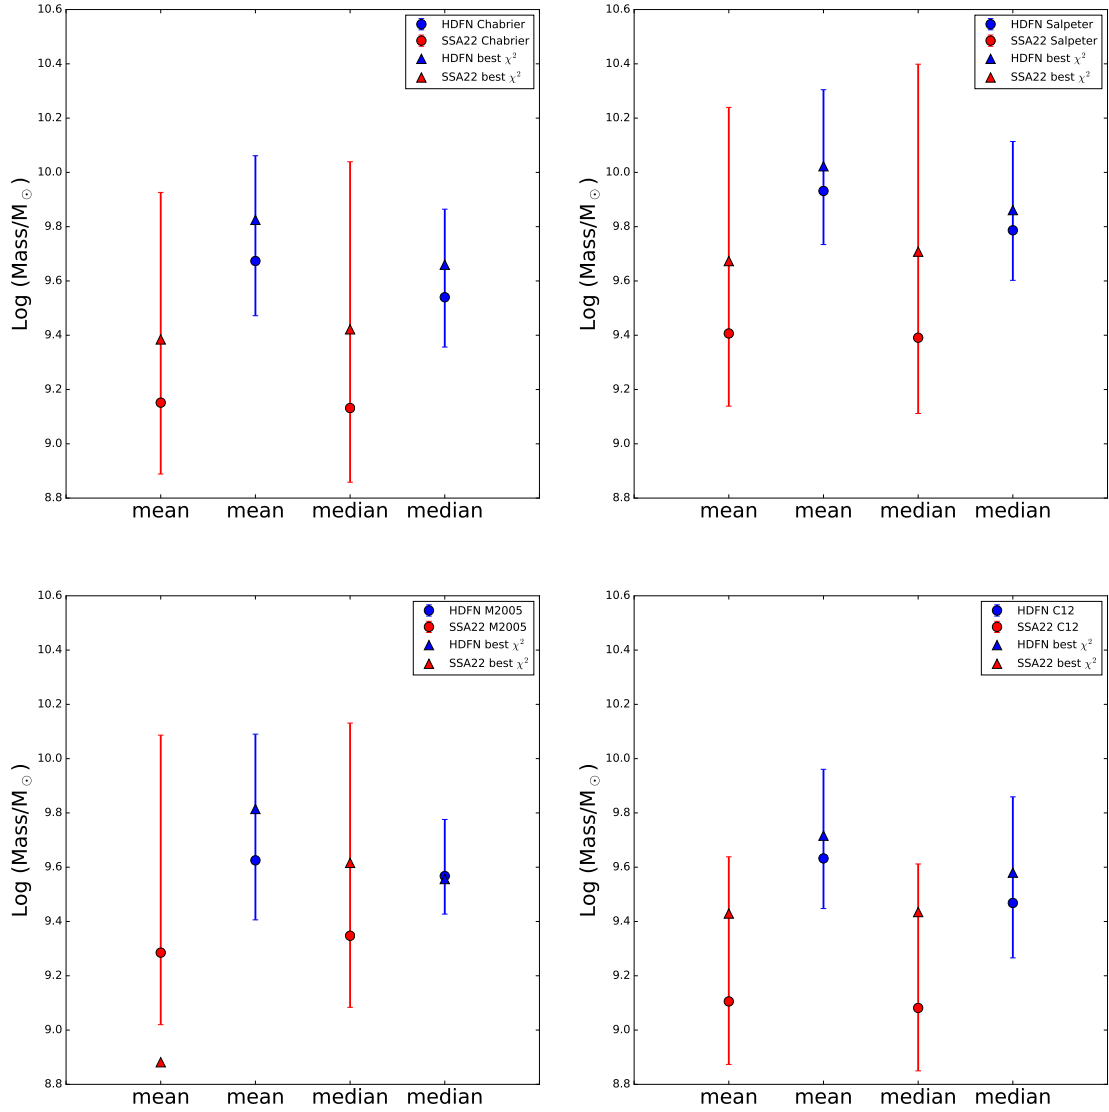 10.6
10.4
10.2
10.0
9.8
9.6
9.4
9.2
9.0
8.8
Log (Mass/M☉)
HDFN Chabrier
SSA22 Chabrier
HDFN best χ²
SSA22 best χ²
mean mean median median
10.6
10.4
10.2
10.0
9.8
9.6
9.4
9.2
9.0
8.8
Log (Mass/M☉)
HDFN Salpeter
SSA22 Salpeter
HDFN best χ²
SSA22 best χ²
mean mean median median
10.6
10.4
10.2
10.0
9.8
9.6
9.4
9.2
9.0
8.8
Log (Mass/M☉)
HDFN M2005
SSA22 M2005
HDFN best χ²
SSA22 best χ²
mean mean median median
10.6
10.4
10.2
10.0
9.8
9.6
9.4
9.2
9.0
8.8
Log (Mass/M☉)
HDFN C12
SSA22 C12
HDFN best χ²
SSA22 best χ²
mean mean median median